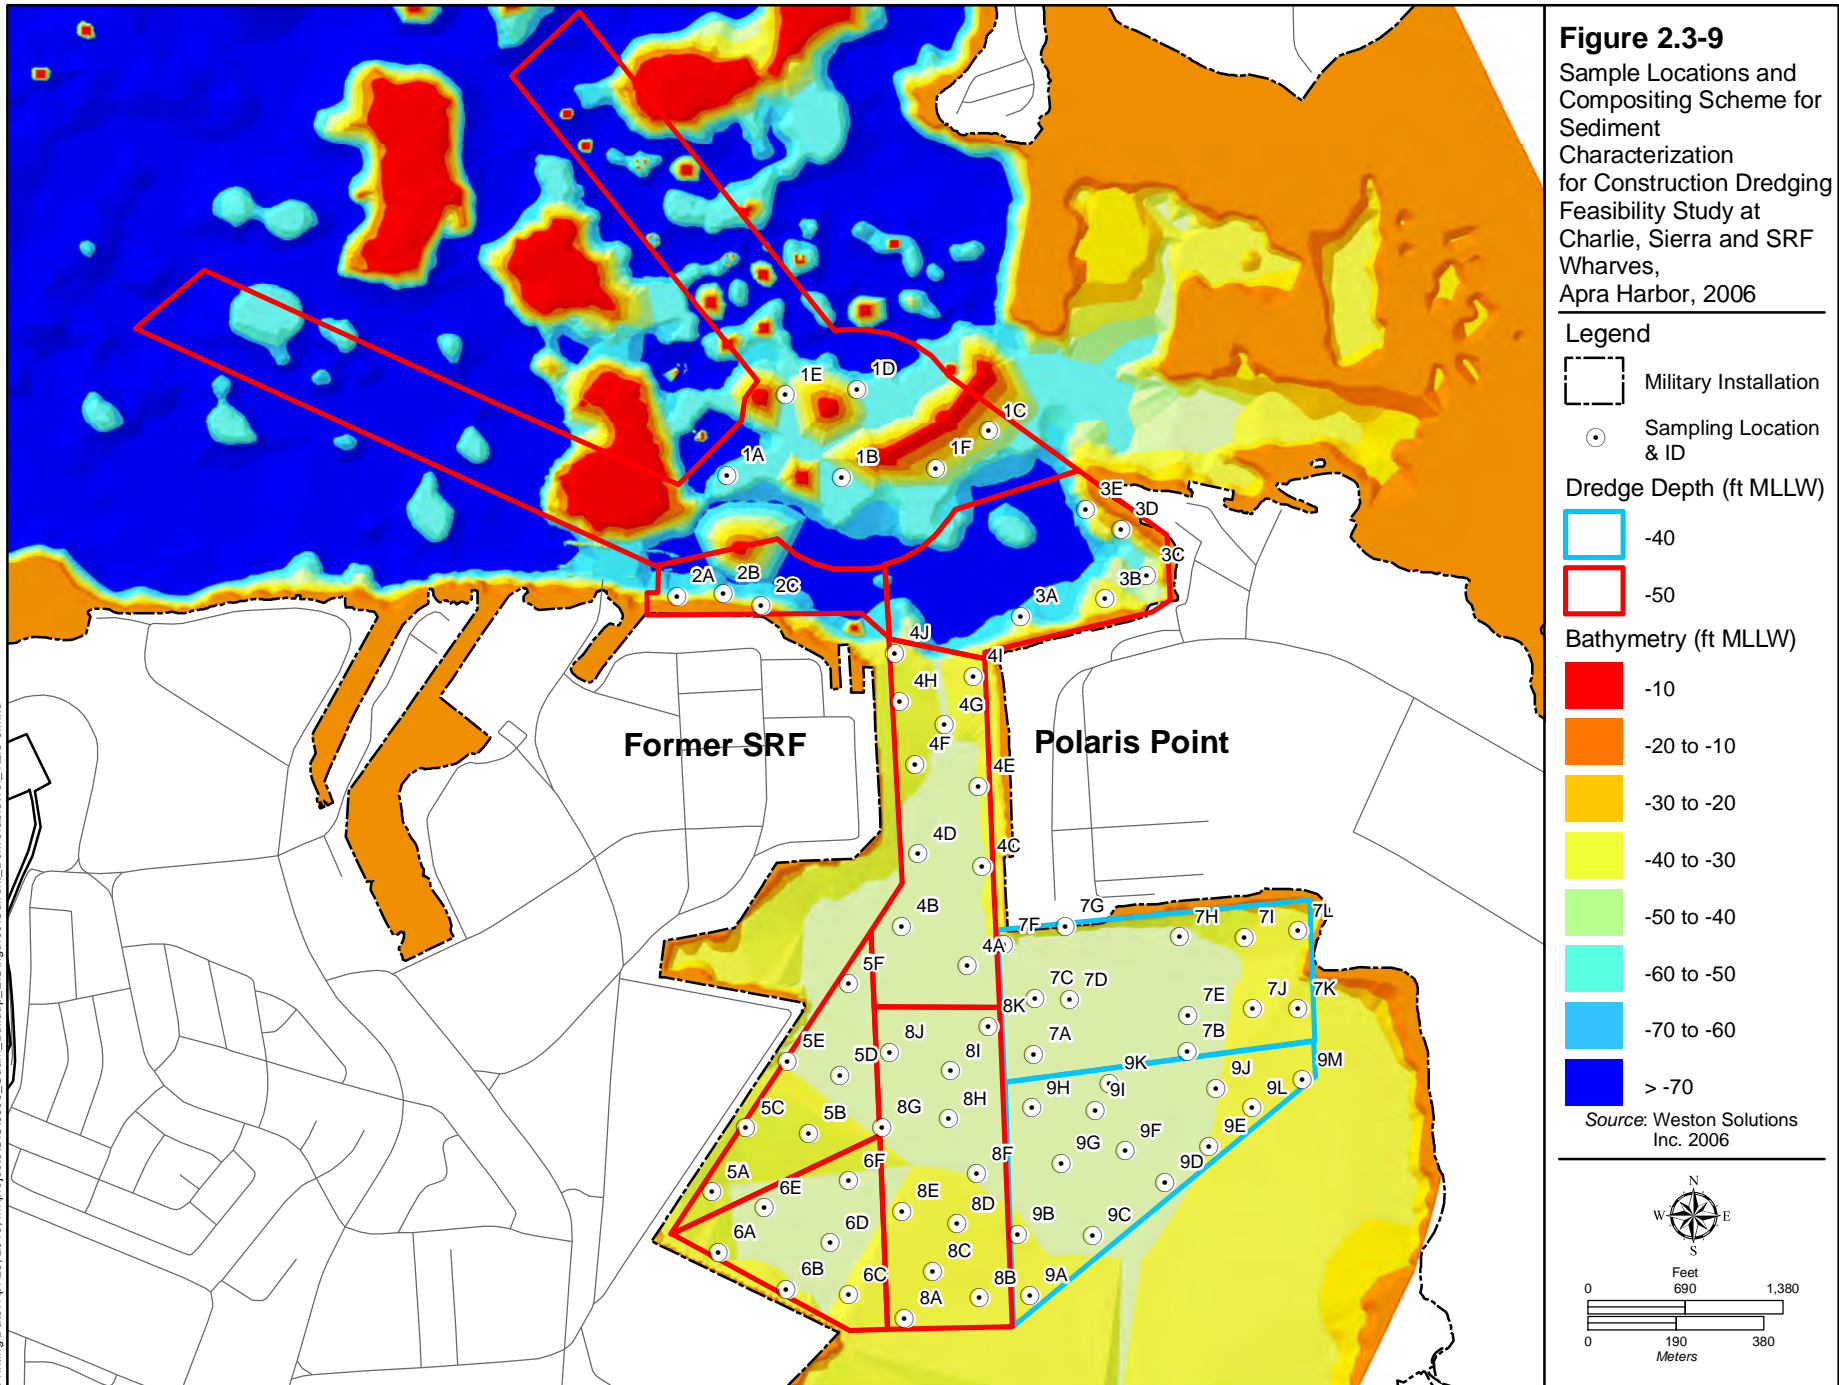 Figure 2.3-9
Sample Locations and
Compositing Scheme for
Sediment
Characterization
for Construction Dredging
Feasibility Study at
Charlie, Sierra and SRF
Wharves,
Apra Harbor, 2006
Legend
Military Installation
Sampling Location
& ID
Dredge Depth (ft MLLW)
-40
-50
Bathymetry (ft MLLW)
-10
-20 to -10
-30 to -20
-40 to -30
-50 to -40
-60 to -50
-70 to -60
> -70
Source: Weston Solutions
Inc. 2006
N
W E
S
Feet
0 690 1,380
0 190 380
Meters
1E
1D
1C
1A
1B
1F
3E
3D
3C
3B
3A
2A
2B
2C
4J
4I
4H
4G
Former SRF
Polaris Point
4F
4E
4D
4C
4B
4A
7F
7G
7H
7I
7L
5F
7C
7D
7E
7J
7K
8K
5E
5D
8J
8I
7A
7B
9K
9M
9H
9I
9J
9L
5C
5B
8G
8H
9G
9F
9E
5A
6E
6F
8F
9D
8E
8D
6A
6D
9B
9C
8C
6B
6C
8A
8B
9A